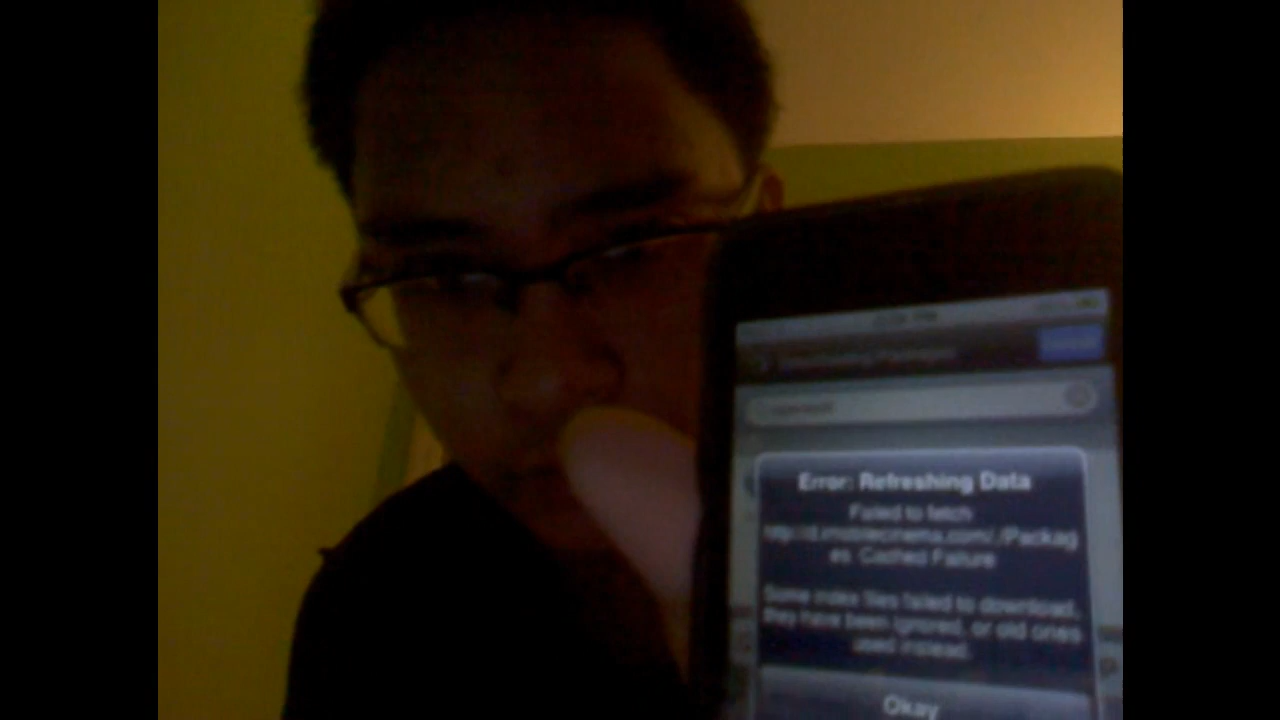 Error: Refreshing Data
Failed to fetch
http://d.imobilecinema.com/./Packag
es Cached Failure
Some index files failed to download,
they have been ignored, or old ones
used instead.
Okay